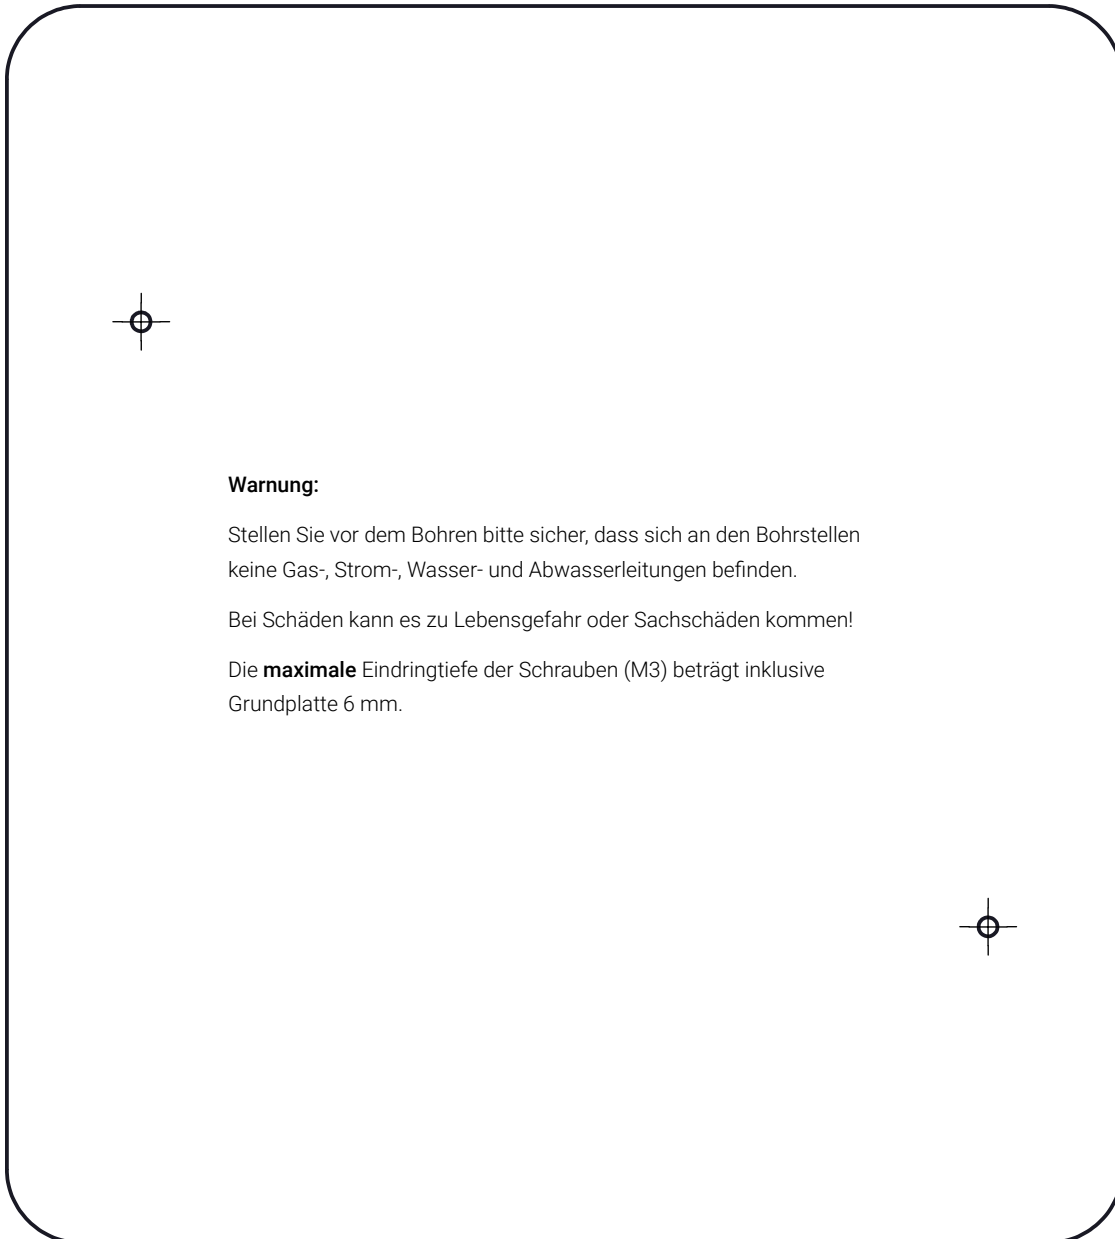 Warnung:
Stellen Sie vor dem Bohren bitte sicher, dass sich an den Bohrstellen
keine Gas-, Strom-, Wasser- und Abwasserleitungen befinden.
Bei Schäden kann es zu Lebensgefahr oder Sachschäden kommen!
Die maximale Eindringtiefe der Schrauben (M3) beträgt inklusive
Grundplatte 6 mm.